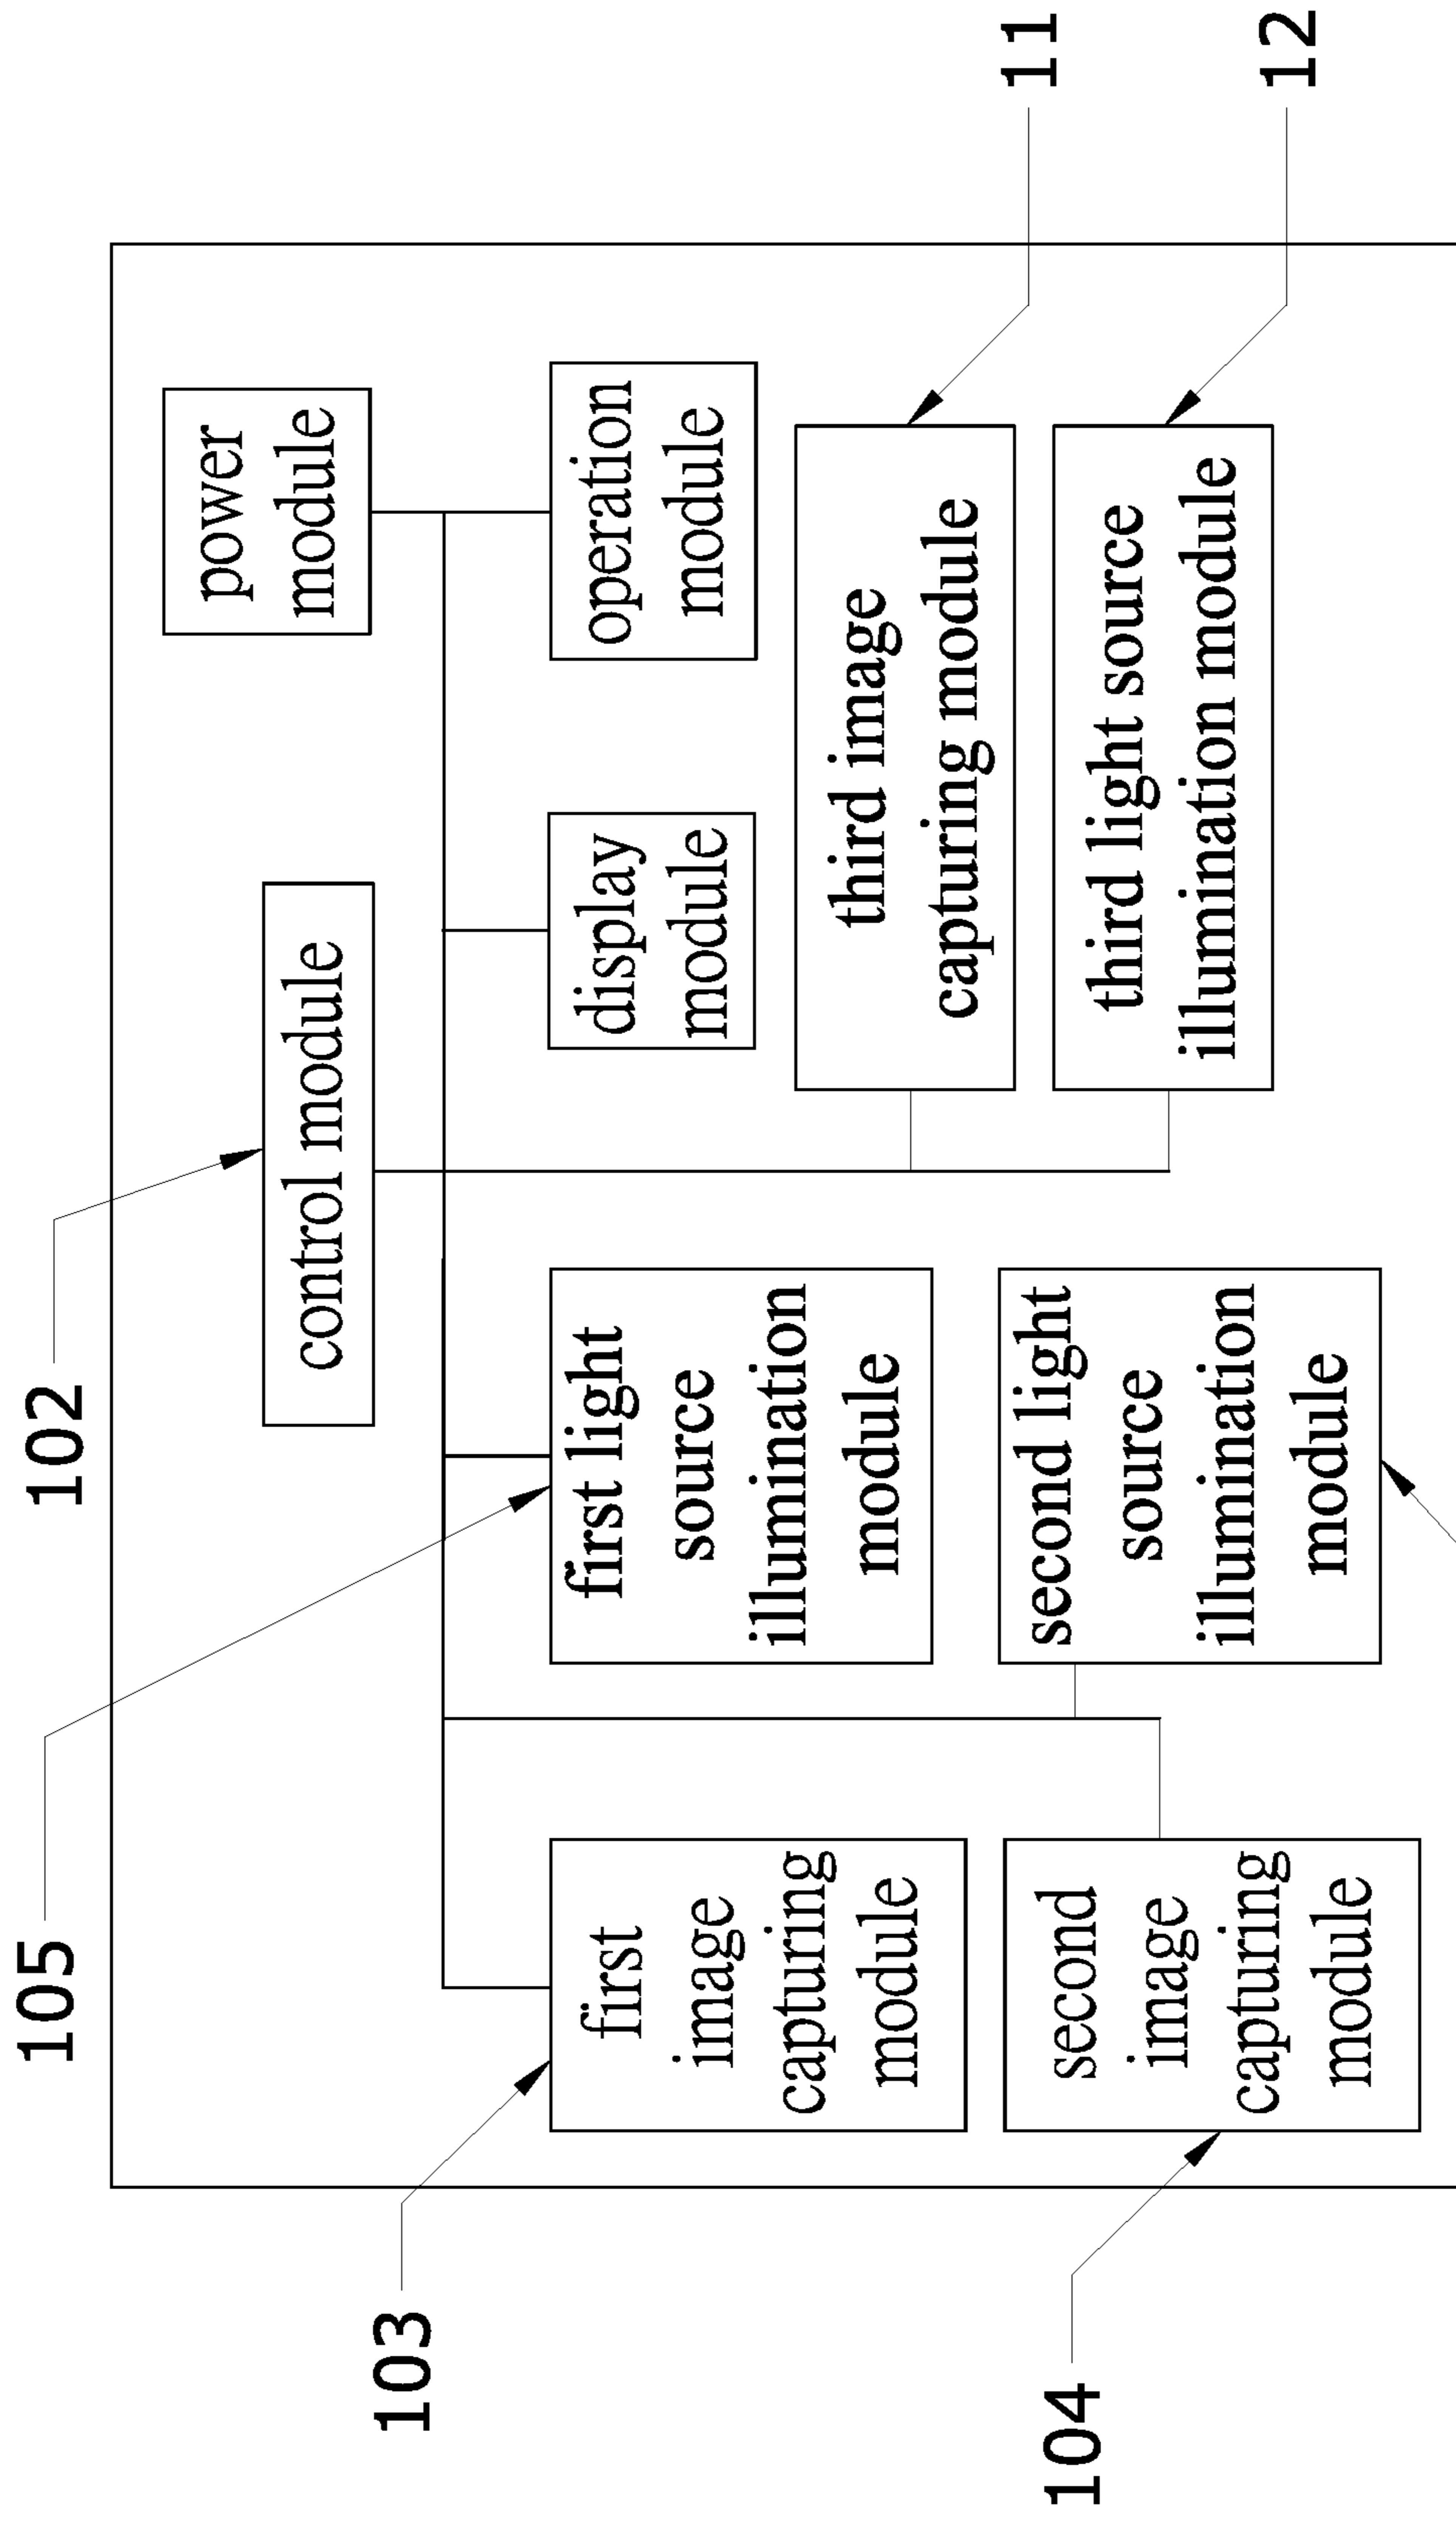 105
102
control module
power
module
103
first
image
capturing
module
first light
source
illumination
module
display
module
operation
module
11
third image
capturing module
104
second
image
capturing
module
second light
source
illumination
module
12
third light source
illumination module